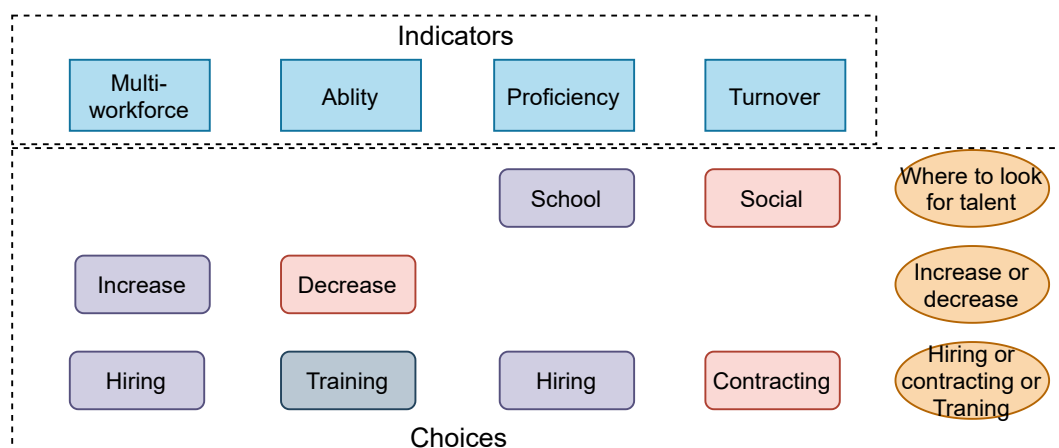 Indicators
Multi-
workforce
Ablity
Proficiency
Turnover
School
Social
Where to look
for talent
Increase
Decrease
Increase or
decrease
Hiring
Training
Hiring
Contracting
Hiring or
contracting or
Traning
Choices